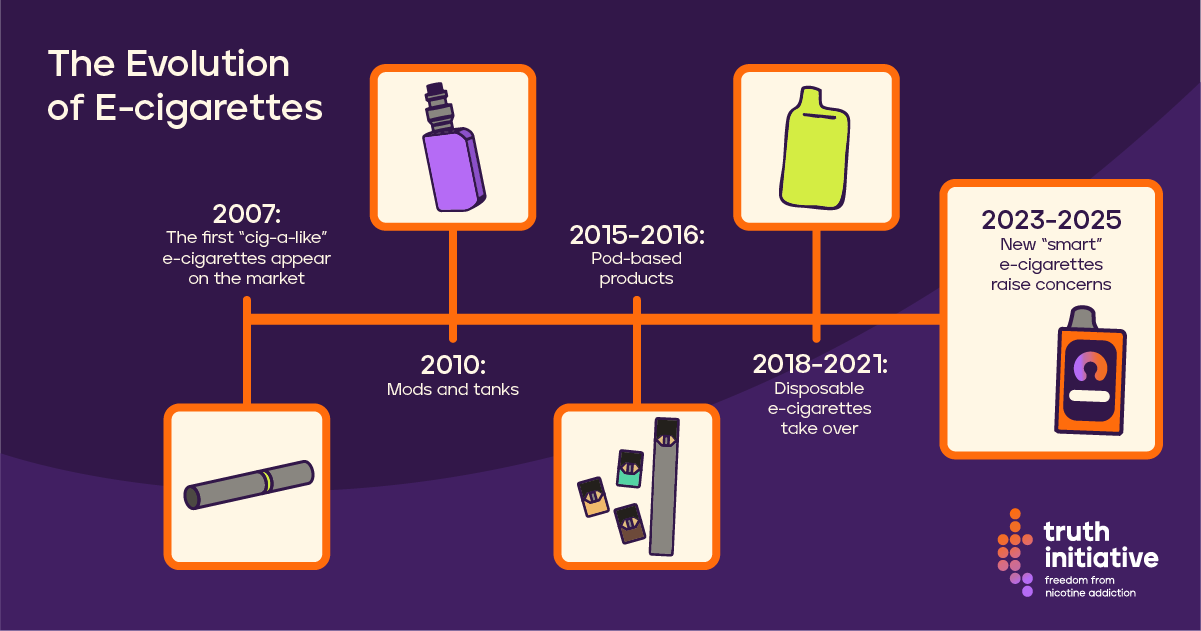 The Evolution
of E-cigarettes
2007:
The first “cig-a-like”
e-cigarettes appear
on the market
2010:
Mods and tanks
2015-2016:
Pod-based
products
2018-2021:
Disposable
e-cigarettes
take over
2023-2025
New “smart”
e-cigarettes
raise concerns
truth
initiative
freedom from
nicotine addiction